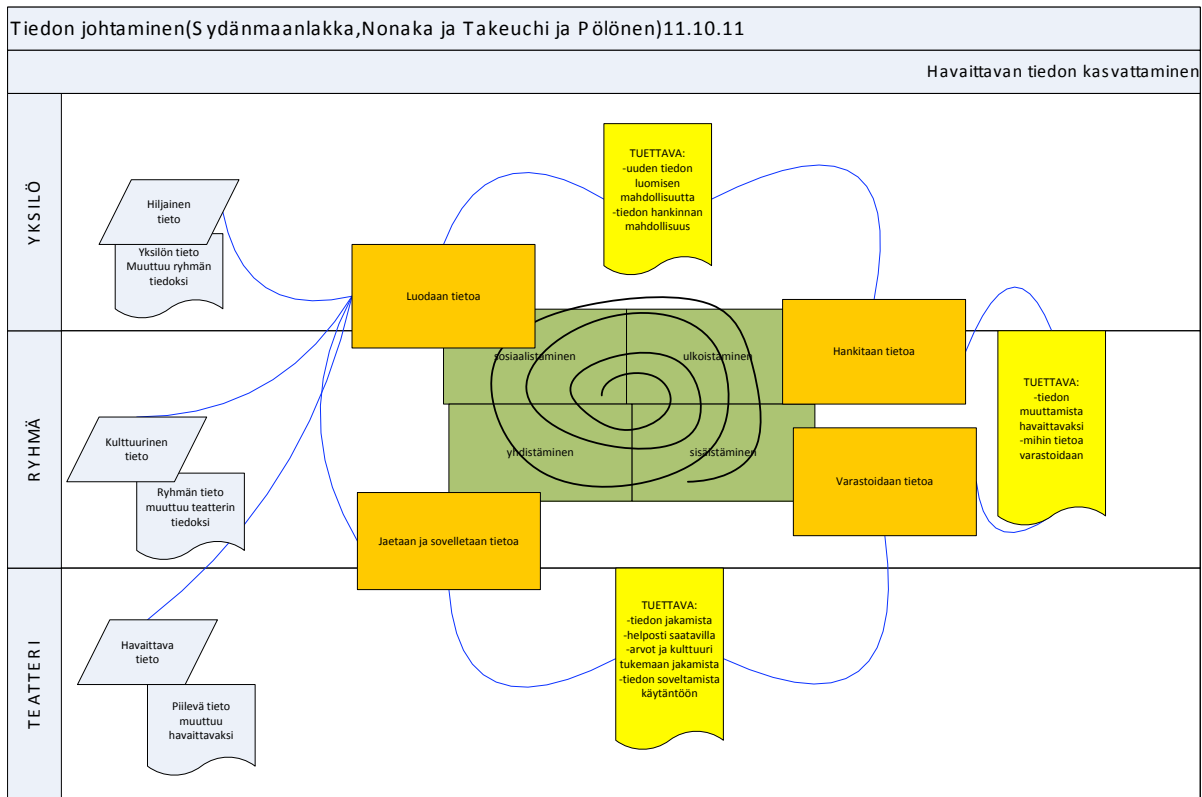 Tiedon johtaminen(Sydänmaanlakka,Nonaka ja Takeuchi ja Pölönen)11.10.11
Havaittavan tiedon kasvattaminen
YKSILÖ
Hiljainen
tieto
Yksilön tieto
Muuttuu ryhmän
tiedoksi
Luodaan tietoa
TUETTAVA:
-uuden tiedon
luomisen
mahdollisuutta
-tiedon hankinnan
mahdollisuus
Hankitaan tietoa
RYHMÄ
sosiaalistäminen
ulkoistaminen
yhdistäminen
sisäistäminen
TUETTAVA:
-tiedon
muuttamista
havaittavaksi
-mihin tietoa
varastoidaan
Kulttuurinen
tieto
Ryhmän tieto
muuttuu teatterin
tiedoksi
Jaetaan ja sovelletaan tietoa
Varastoidaan tietoa
TEATTERI
Havaittava
tieto
Piilevä tieto
muuttuu
havaittavaksi
TUETTAVA:
-tiedon jakamista
-helposti saatavilla
-arvot ja kulttuuri
tukemaan jakamista
-tiedon soveltamista
käytäntöön